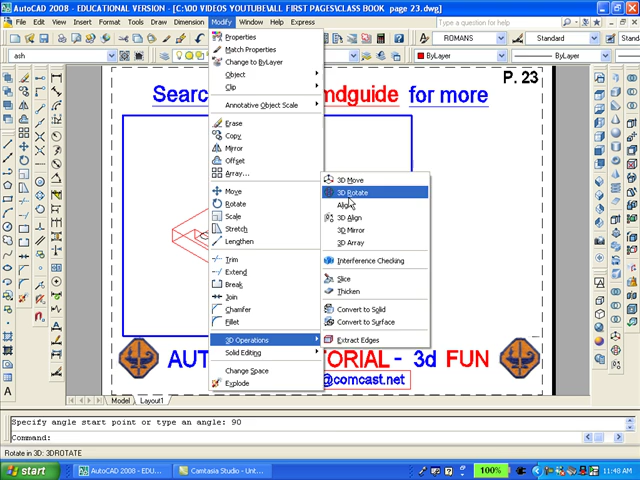 AutoCAD 2008 - EDUCATIONAL VERSION - [C:\00 VIDEOS YOUTUBE\ALL FIRST PAGES\CLASS BOOK page 23.dwg]
File Edit View Insert Format Tools Draw Dimension Modify Window Help Express
Type a question for help
ROMANS
Standard
Standard
ash
ByLayer
ByLayer
P. 23
Sear
mdguide for more
Properties
Match Properties
Change to ByLayer
Object
Clip
Annotative Object Scale
Erase
Copy
Mirror
Offset
Array...
Move
Rotate
Scale
Stretch
Lengthen
Trim
Extend
Break
Join
Chamfer
Fillet
3D Operations
Solid Editing
Change Space
Explode
3D Move
3D Rotate
Align
3D Align
3D Mirror
3D Array
Interference Checking
Slice
Thicken
Convert to Solid
Convert to Surface
Extract Edges
AUT
TORIAL - 3d FUN
@comcast.net
Model Layout1
Specify angle start point or type an angle: 90
Command:
Rotate in 3D: 3DROTATE
start
AutoCAD 2008 - EDU...
Camtasia Studio - Unt...
100%
11:48 AM